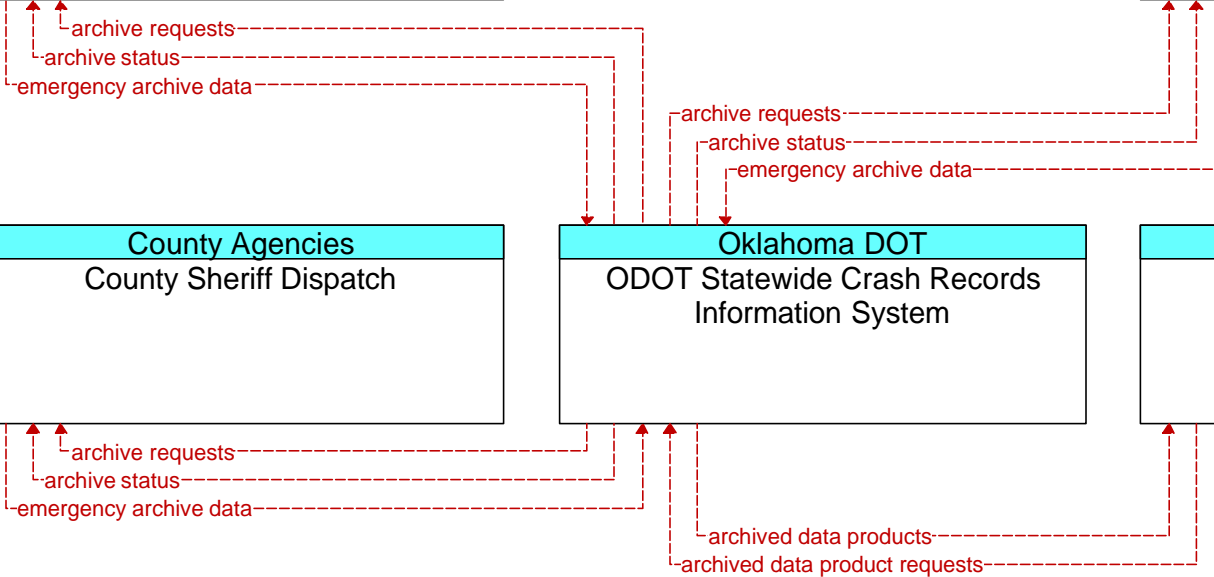 archive requests
archive status
emergency archive data
archive requests
archive status
emergency archive data
County Agencies
County Sheriff Dispatch
Oklahoma DOT
ODOT Statewide Crash Records
Information System
archive requests
archive status
emergency archive data
archived data products
archived data product requests